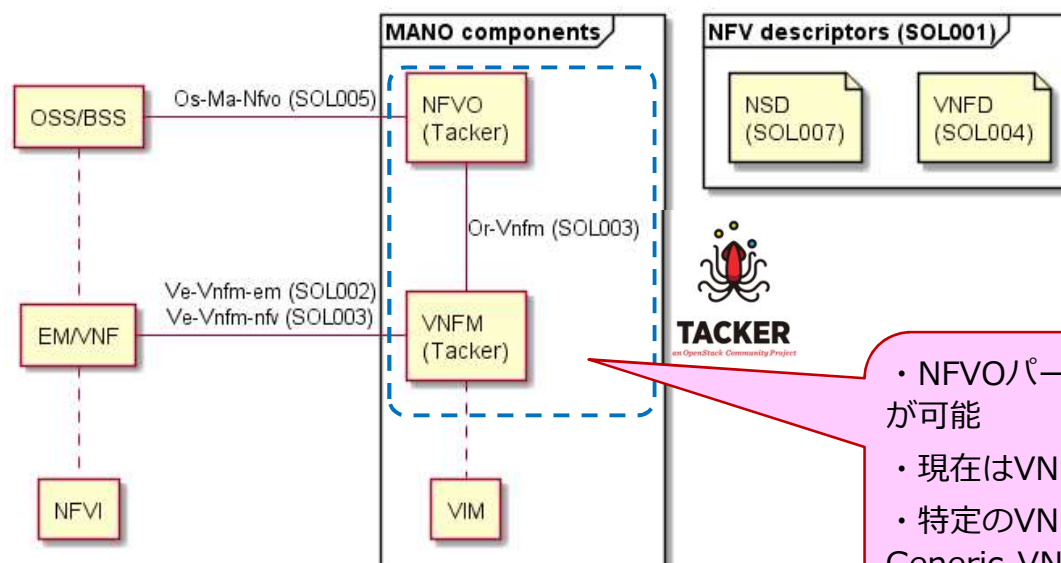 MANO components
NFV descriptors (SOL001)
OSS/BSS
Os-Ma-Nfvo (SOL005)
NFVO
(Tacker)
NSD
(SOL007)
VNFD
(SOL004)
Or-Vnfm (SOL003)
Ve-Vnfm-em (SOL002)
Ve-Vnfm-nfv (SOL003)
EM/VNF
VNFM
(Tacker)
TACKER
an OpenStack Community Project
NFVI
VIM
・NFVOパー
が可能
・現在はVN
・特定のVN
Generic VN